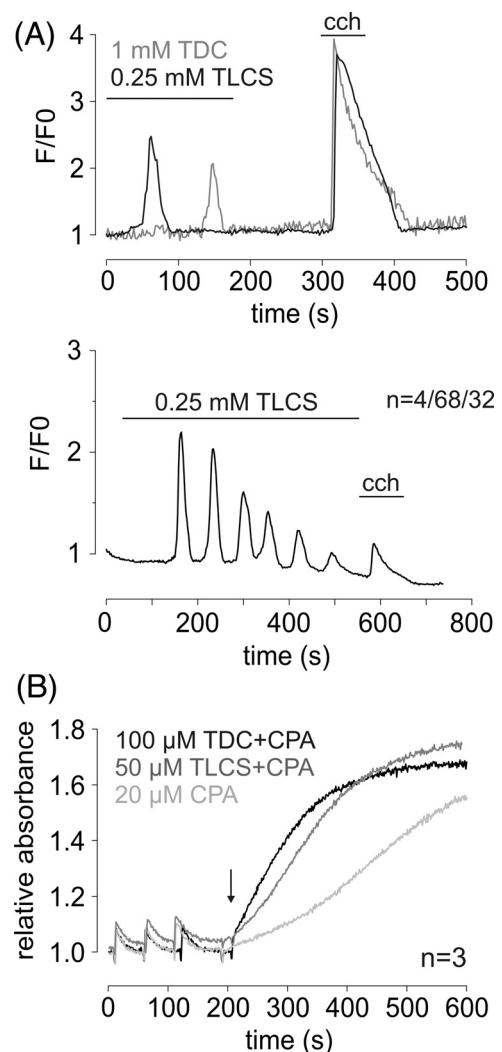 (A)
cch
1 mM TDC
0.25 mM TLCS
F/F0
4
3
2
1
0 100 200 300 400 500
time (s)
0.25 mM TLCS n=4/68/32
cch
F/F0
3
2
1
0 200 400 600 800
time (s)
(B)
100 µM TDC+CPA
50 µM TLCS+CPA
20 µM CPA
relative absorbance
1.8
1.6
1.4
1.2
1.0
n=3
0 100 200 300 400 500 600
time (s)